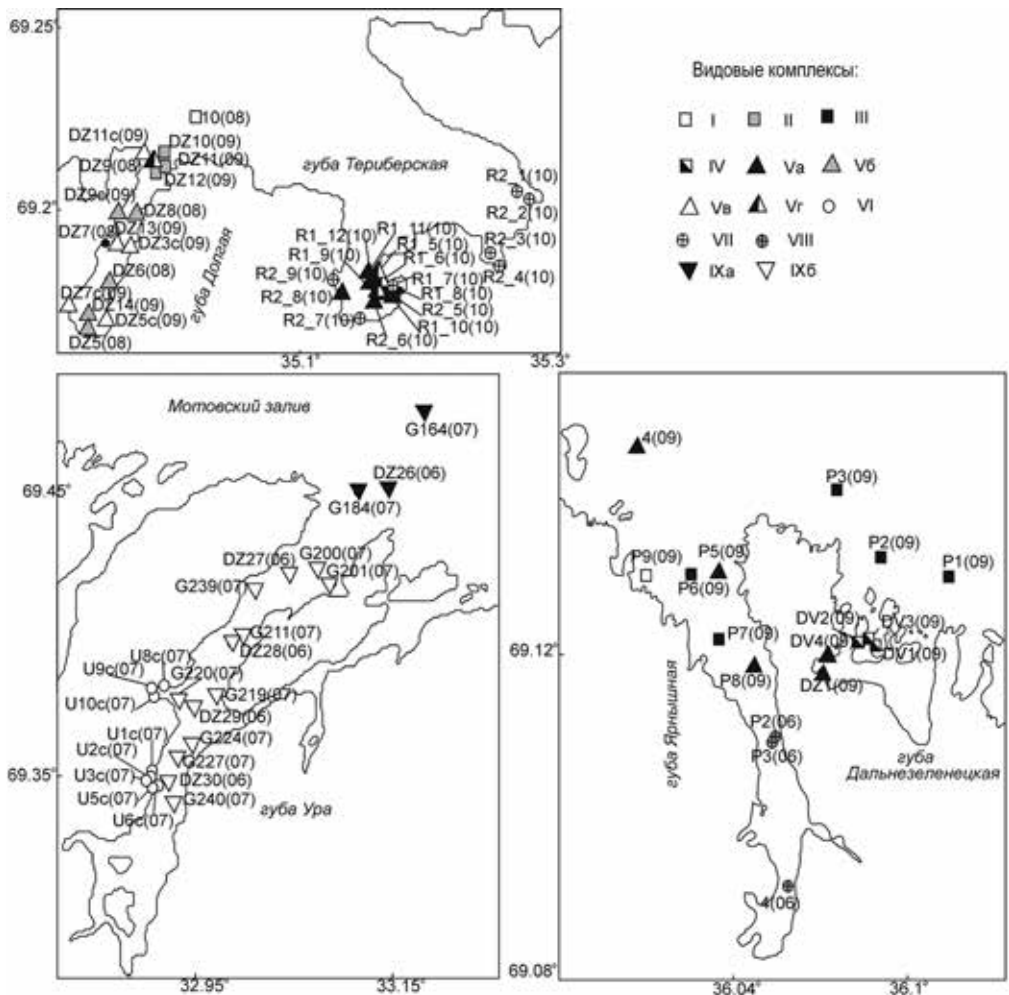 69.25°
10(08)
DZ11c(09)
DZ10(09)
DZ9(08)
DZ11(09)
DZ12(09)
губа Териберская
DZ9c(09)
R2_1(10)
69.2°
DZ8(08)
R2_2(10)
DZ13(09)
DZ7(08)
DZ3c(09)
R1_11(10)
R1_12(10)
R1_5(10)
R2_3(10)
R1_9(10)
R1_6(10)
DZ6(08)
R2_9(10)
R1_7(10)
R2_4(10)
DZ7c(09)
R2_8(10)
R1_8(10)
DZ14(09)
R2_5(10)
DZ5c(09)
R2_7(10)
R1_10(10)
DZ5(08)
R2_6(10)
губа Долгая
35.1°
35.3°
Видовые комплексы:
I
II
III
IV
Va
Vб
Vв
Vг
VI
VII
VIII
IXa
IXб
Мотовский залив
G164(07)
69.45°
DZ26(06)
G184(07)
DZ27(06)
G200(07)
G201(07)
G239(07)
G211(07)
DZ28(06)
U8c(07)
U9c(07)
G220(07)
U10c(07)
G219(07)
DZ29(06)
U1c(07)
G224(07)
U2c(07)
G227(07)
69.35°
U3c(07)
DZ30(06)
U5c(07)
G240(07)
губа Ура
U6c(07)
32.95°
33.15°
4(09)
P3(09)
P2(09)
P9(09)
P5(09)
P1(09)
P6(09)
DV2(09)
DV3(09)
P7(09)
DV4(09)
69.12°
DV1(09)
P8(09)
DZ1(09)
P2(06)
P3(06)
губа Ярнышная
губа
Дальнезеленецкая
4(06)
69.08°
36.04°
36.1°